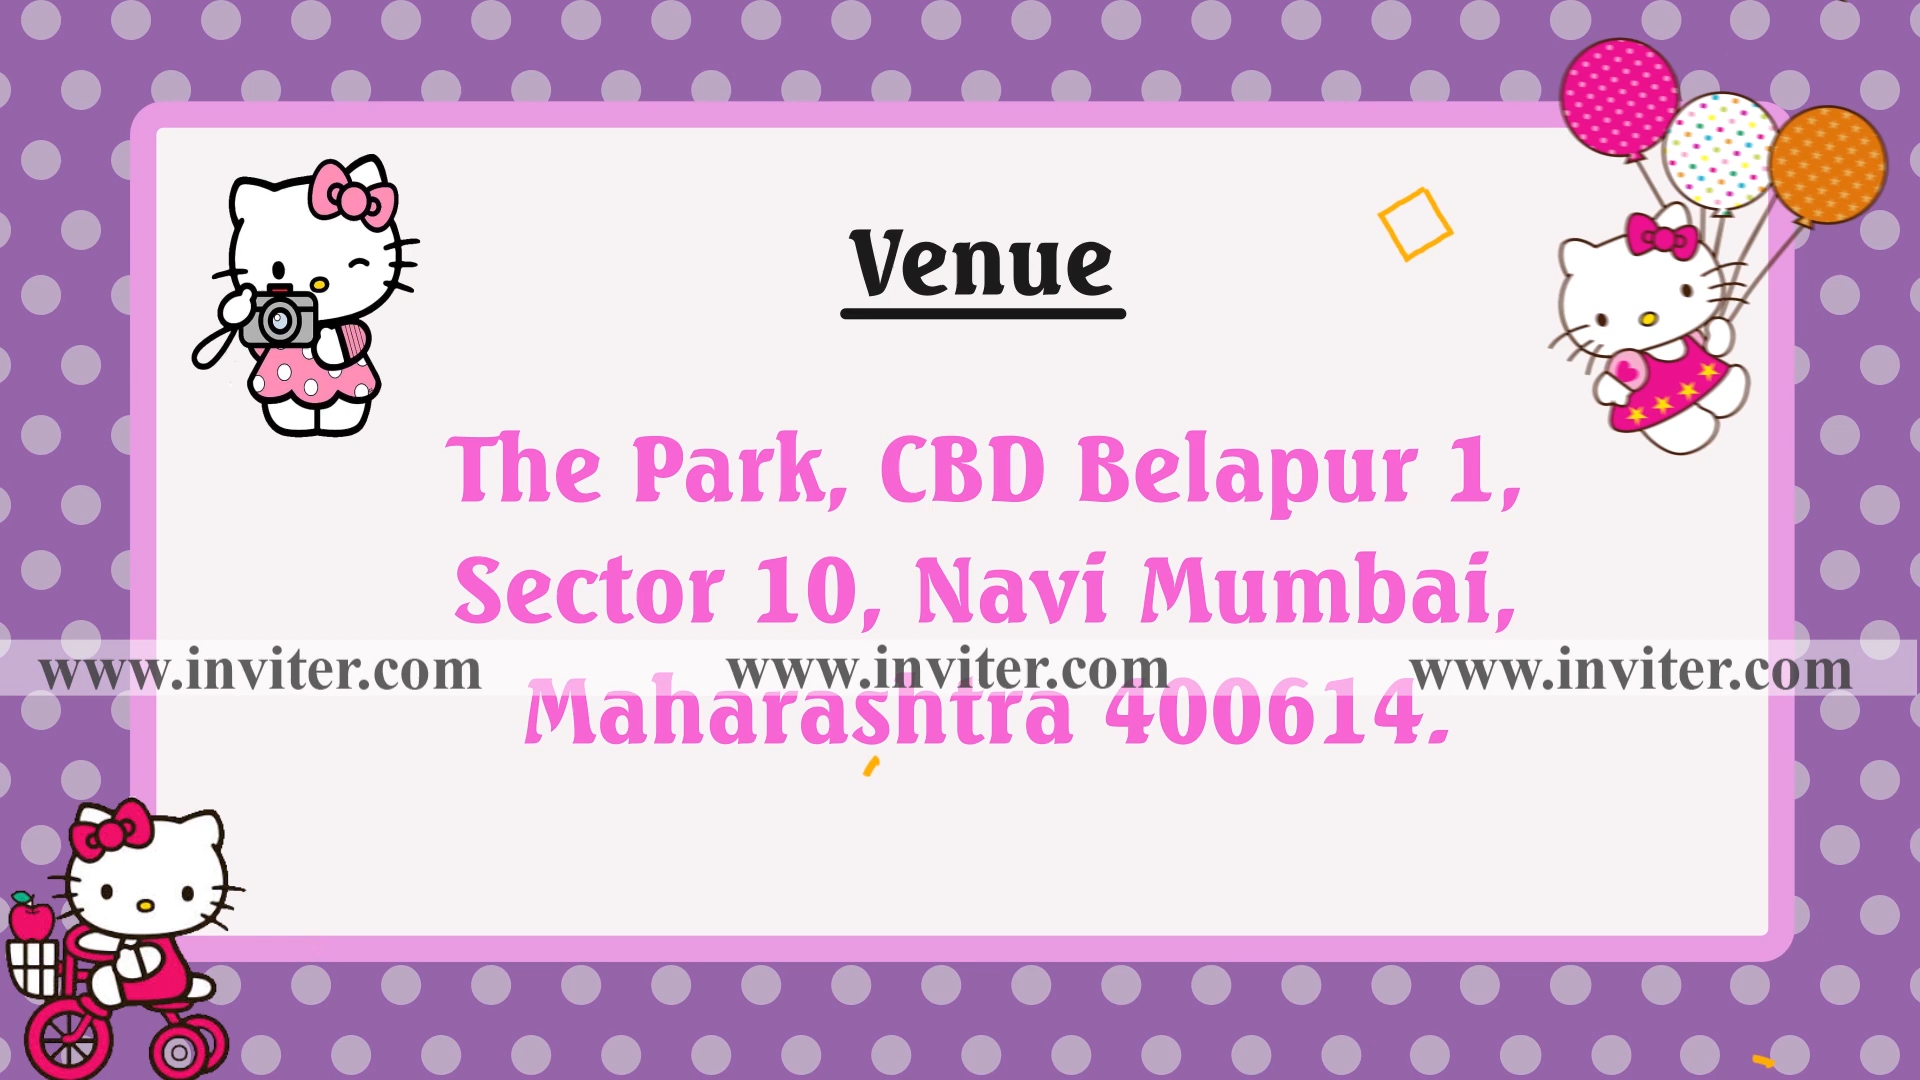 Venue
The Park, CBD Belapur 1,
Sector 10, Navi Mumbai,
www.inviter.com www.inviter.com www.inviter.com
Maharashtra 400614.